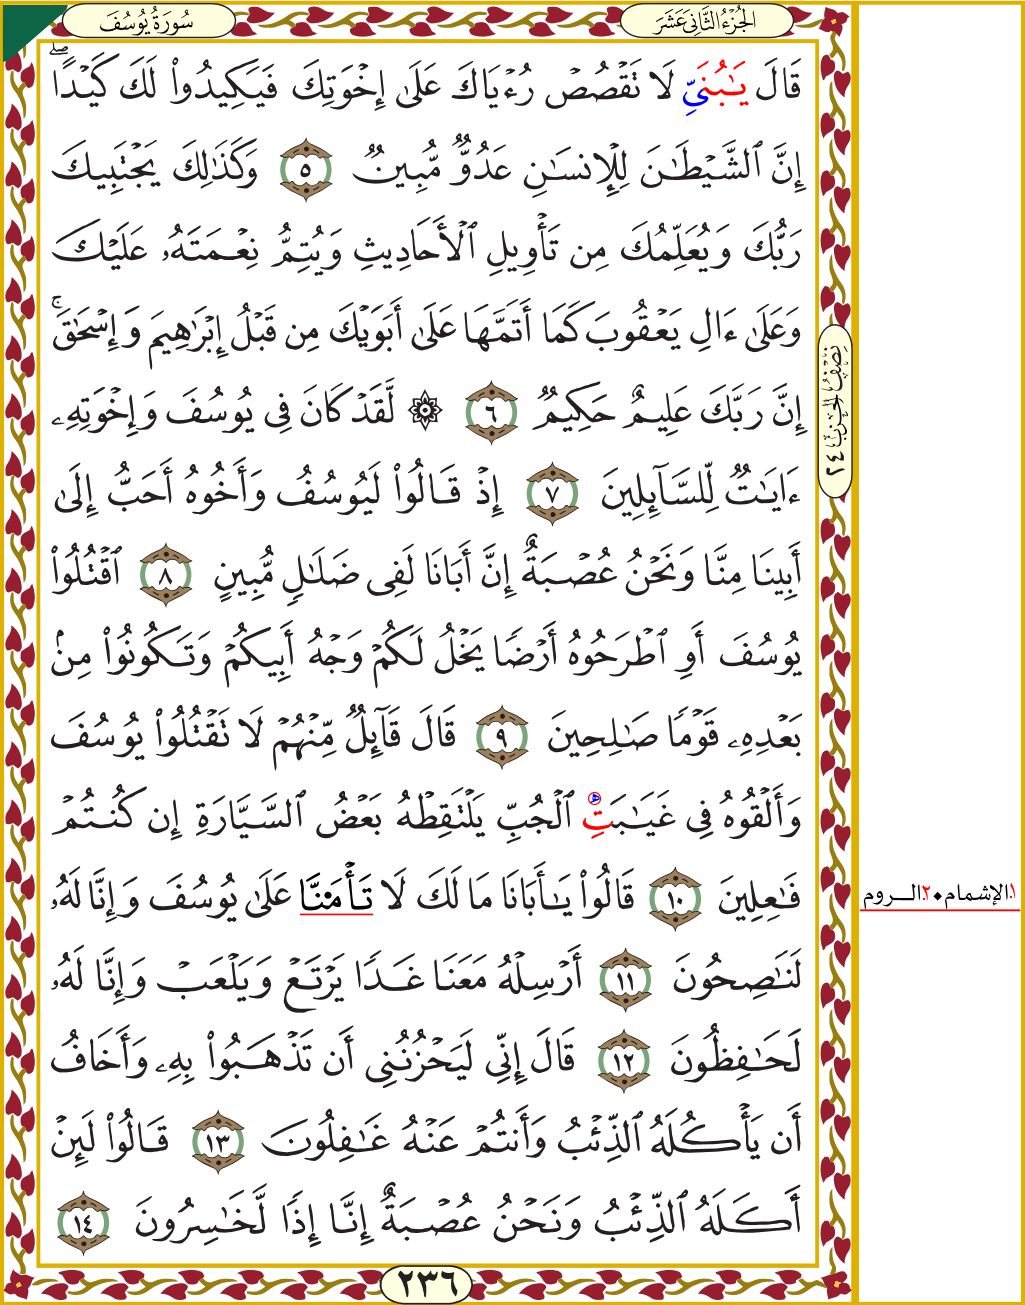 الجُزْءُ الثَّانِي عَشَرَ
سُورَةُ يُوسُفَ
قَالَ يَٰبُنَيِّ لَا تَقۡصُصۡ رُءۡيَاكَ عَلَىٰٓ إِخۡوَتِكَ فَيَكِيدُواْ لَكَ كَيۡدًاۖ
إِنَّ ٱلشَّيۡطَٰنَ لِلۡإِنسَٰنِ عَدُوّٞ مُّبِينٞ ٥ وَكَذَٰلِكَ يَجۡتَبِيكَ
رَبُّكَ وَيُعَلِّمُكَ مِن تَأۡوِيلِ ٱلۡأَحَادِيثِ وَيُتِمُّ نِعۡمَتَهُۥ عَلَيۡكَ
وَعَلَىٰٓ ءَالِ يَعۡقُوبَ كَمَآ أَتَمَّهَا عَلَىٰٓ أَبَوَيۡكَ مِن قَبۡلُ إِبۡرَٰهِيمَ وَإِسۡحَٰقَۚ
إِنَّ رَبَّكَ عَلِيمٌ حَكِيمٞ ٦ ۞ لَّقَدۡ كَانَ فِي يُوسُفَ وَإِخۡوَتِهِۦٓ
ءَايَٰتٞ لِّلسَّآئِلِينَ ٧ إِذۡ قَالُواْ لَيُوسُفُ وَأَخُوهُ أَحَبُّ إِلَىٰٓ
أَبِينَا مِنَّا وَنَحۡنُ عُصۡبَةٌ إِنَّ أَبَانَا لَفِي ضَلَٰلٖ مُّبِينٍ ٨ ٱقۡتُلُواْ
يُوسُفَ أَوِ ٱطۡرَحُوهُ أَرۡضٗا يَخۡلُ لَكُمۡ وَجۡهُ أَبِيكُمۡ وَتَكُونُواْ مِنۢ
بَعۡدِهِۦ قَوۡمٗا صَٰلِحِينَ ٩ قَالَ قَآئِلٞ مِّنۡهُمۡ لَا تَقۡتُلُواْ يُوسُفَ
وَأَلۡقُوهُ فِي غَيَٰبَتِ ٱلۡجُبِّ يَلۡتَقِطۡهُ بَعۡضُ ٱلسَّيَّارَةِ إِن كُنتُمۡ
فَٰعِلِينَ ١٠ قَالُواْ يَٰٓأَبَانَا مَا لَكَ لَا تَأۡمَ۬نَّا عَلَىٰ يُوسُفَ وَإِنَّا لَهُۥ
لَنَٰصِحُونَ ١١ أَرۡسِلۡهُ مَعَنَا غَدٗا يَرۡتَعۡ وَيَلۡعَبۡ وَإِنَّا لَهُۥ
لَحَٰفِظُونَ ١٢ قَالَ إِنِّي لَيَحۡزُنُنِيٓ أَن تَذۡهَبُواْ بِهِۦ وَأَخَافُ
أَن يَأۡكُلَهُ ٱلذِّئۡبُ وَأَنتُمۡ عَنۡهُ غَٰفِلُونَ ١٣ قَالُواْ لَئِنۡ
أَكَلَهُ ٱلذِّئۡبُ وَنَحۡنُ عُصۡبَةٌ إِنَّآ إِذٗا لَّخَٰسِرُونَ ١٤
نِصْفُ الحِزْبِ ٢٤
١.الإشمام٢٠.الروم
٢٣٦